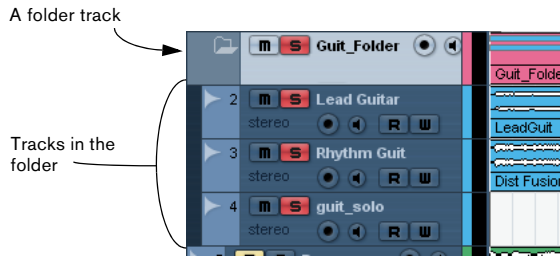 A folder track
m S Guit_Folder
Guit_Folde
2 m S Lead Guitar
stereo R W
LeadGuit
Tracks in the
folder
3 m S Rhythm Guit
stereo R W
Dist Fusion
4 m S guit_solo
stereo R W